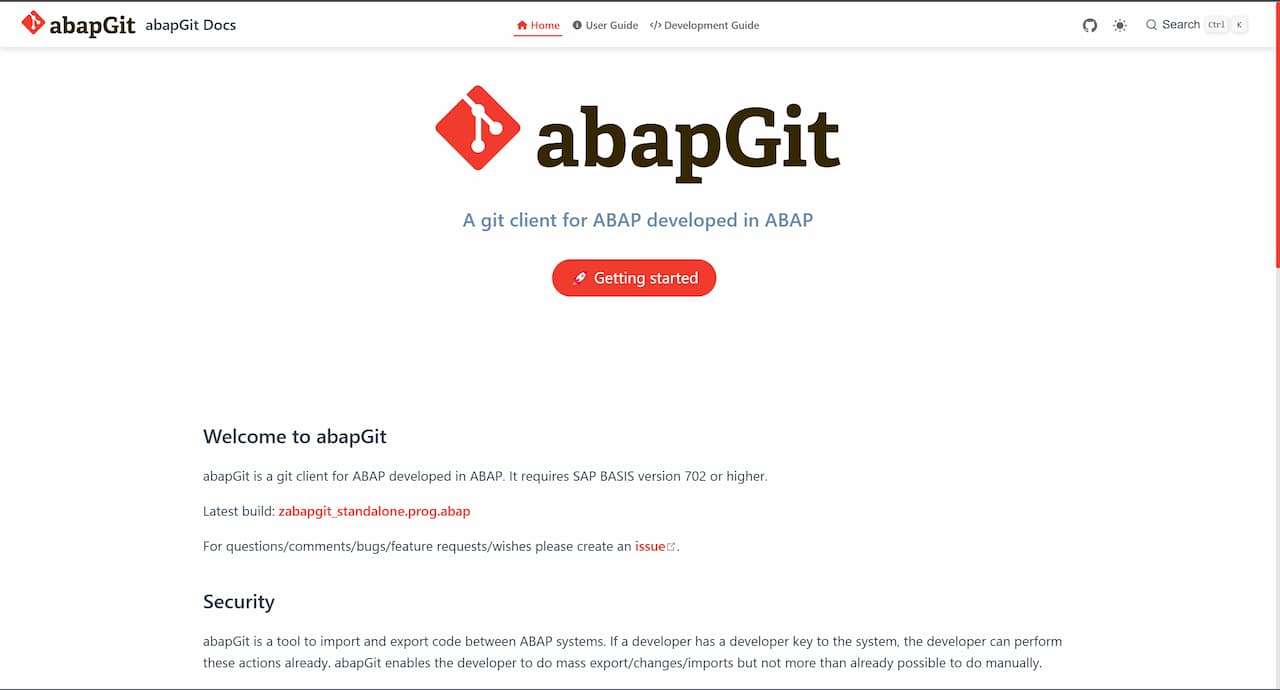 abapGit abapGit Docs Home User Guide </> Development Guide Search Ctrl K
abapGit
A git client for ABAP developed in ABAP
Getting started
Welcome to abapGit
abapGit is a git client for ABAP developed in ABAP. It requires SAP BASIS version 702 or higher.
Latest build: zabapgit_standalone.prog.abap
For questions/comments/bugs/feature requests/wishes please create an issue.
Security
abapGit is a tool to import and export code between ABAP systems. If a developer has a developer key to the system, the developer can perform
these actions already. abapGit enables the developer to do mass export/changes/imports but not more than already possible to do manually.